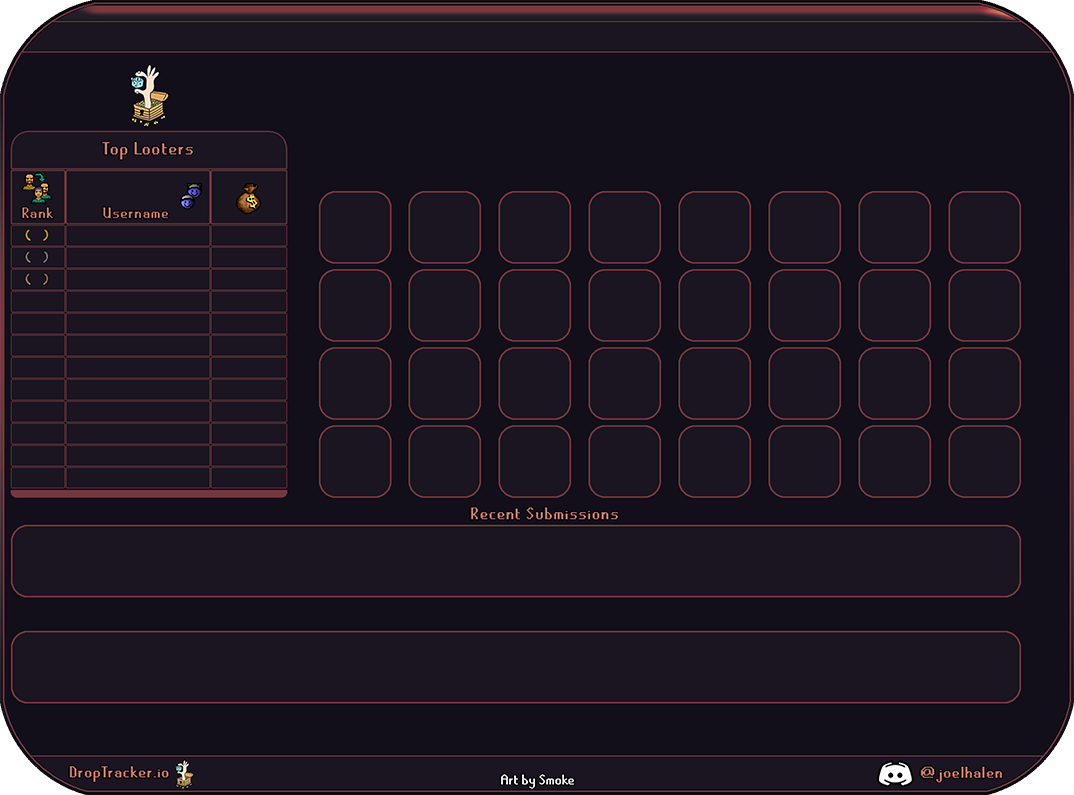 Top Looters
Rank
Username
$
( )
( )
( )
Recent Submissions
DropTracker.io
Art by Smoke
@joelhalen